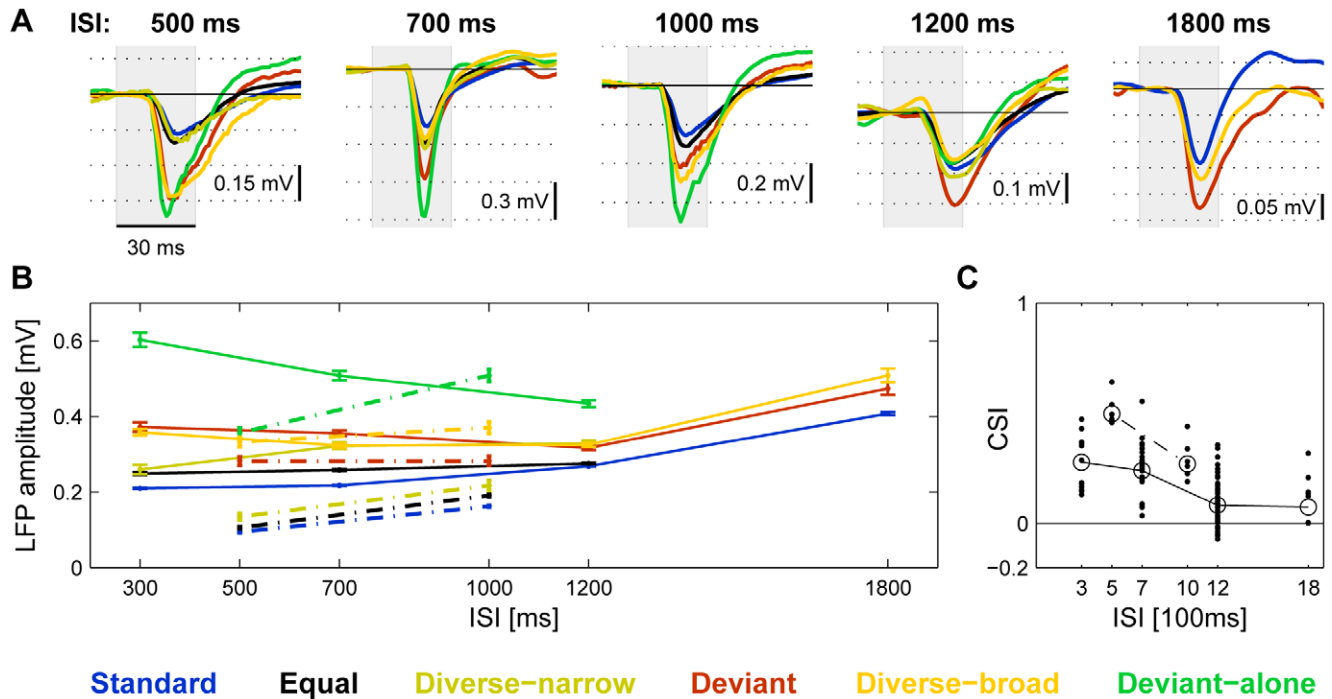 A ISI: 500 ms 700 ms 1000 ms 1200 ms 1800 ms
0.15 mV 0.3 mV 0.2 mV 0.1 mV 0.05 mV
30 ms
B
LFP amplitude [mV]
0.6
0.4
0.2
0
300 500 700 1000 1200 1800
ISI [ms]
C
CSI
1
0
−0.2
3 5 7 10 12 18
ISI [100ms]
Standard Equal Diverse−narrow Deviant Diverse−broad Deviant−alone